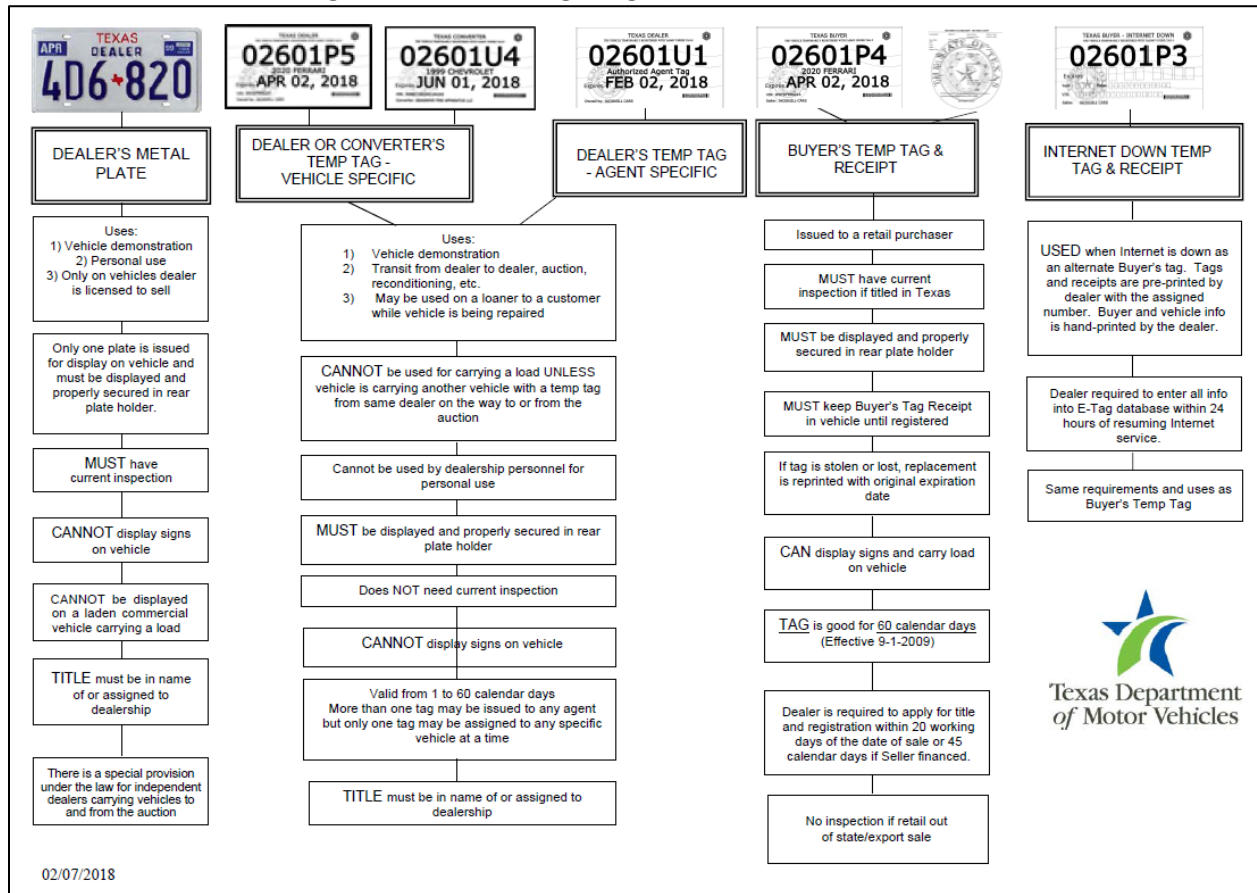 APR
TEXAS
DEALER
99
4D6 820
TEXAS DEALER
02601P5
2020 FERRARI
Expires APR 02, 2018
TEXAS CONVERTER
02601U4
1999 CHEVROLET
Expires JUN 01, 2018
TEXAS DEALER
02601U1
Authorized Agent Tag
Expires FEB 02, 2018
TEXAS BUYER
02601P4
2020 FERRARI
Expires APR 02, 2018
TEXAS BUYER - INTERNET DOWN
02601P3
Expires
DEALER'S METAL
PLATE
DEALER OR CONVERTER'S
TEMP TAG -
VEHICLE SPECIFIC
DEALER'S TEMP TAG
- AGENT SPECIFIC
BUYER'S TEMP TAG &
RECEIPT
INTERNET DOWN TEMP
TAG & RECEIPT
Uses:
1) Vehicle demonstration
2) Personal use
3) Only on vehicles dealer
is licensed to sell
Only one plate is issued
for display on vehicle and
must be displayed and
properly secured in rear
plate holder.
MUST have
current inspection
CANNOT display signs
on vehicle
CANNOT be displayed
on a laden commercial
vehicle carrying a load
TITLE must be in name
of or assigned to
dealership
There is a special provision
under the law for independent
dealers carrying vehicles to
and from the auction
Uses:
1) Vehicle demonstration
2) Transit from dealer to dealer, auction,
reconditioning, etc.
3) May be used on a loaner to a customer
while vehicle is being repaired
CANNOT be used for carrying a load UNLESS
vehicle is carrying another vehicle with a temp tag
from same dealer on the way to or from the
auction
Cannot be used by dealership personnel for
personal use
MUST be displayed and properly secured in rear
plate holder
Does NOT need current inspection
CANNOT display signs on vehicle
Valid from 1 to 60 calendar days
More than one tag may be issued to any agent
but only one tag may be assigned to any specific
vehicle at a time
TITLE must be in name of or assigned to
dealership
Issued to a retail purchaser
MUST have current
inspection if titled in Texas
MUST be displayed and properly
secured in rear plate holder
MUST keep Buyer's Tag Receipt
in vehicle until registered
If tag is stolen or lost, replacement
is reprinted with original expiration
date
CAN display signs and carry load
on vehicle
TAG is good for 60 calendar days
(Effective 9-1-2009)
Dealer is required to apply for title
and registration within 20 working
days of the date of sale or 45
calendar days if Seller financed.
No inspection if retail out
of state/export sale
USED when Internet is down as
an alternate Buyer's tag. Tags
and receipts are pre-printed by
dealer with the assigned
number. Buyer and vehicle info
is hand-printed by the dealer.
Dealer required to enter all info
into E-Tag database within 24
hours of resuming Internet
service.
Same requirements and uses as
Buyer's Temp Tag
Texas Department
of Motor Vehicles
02/07/2018